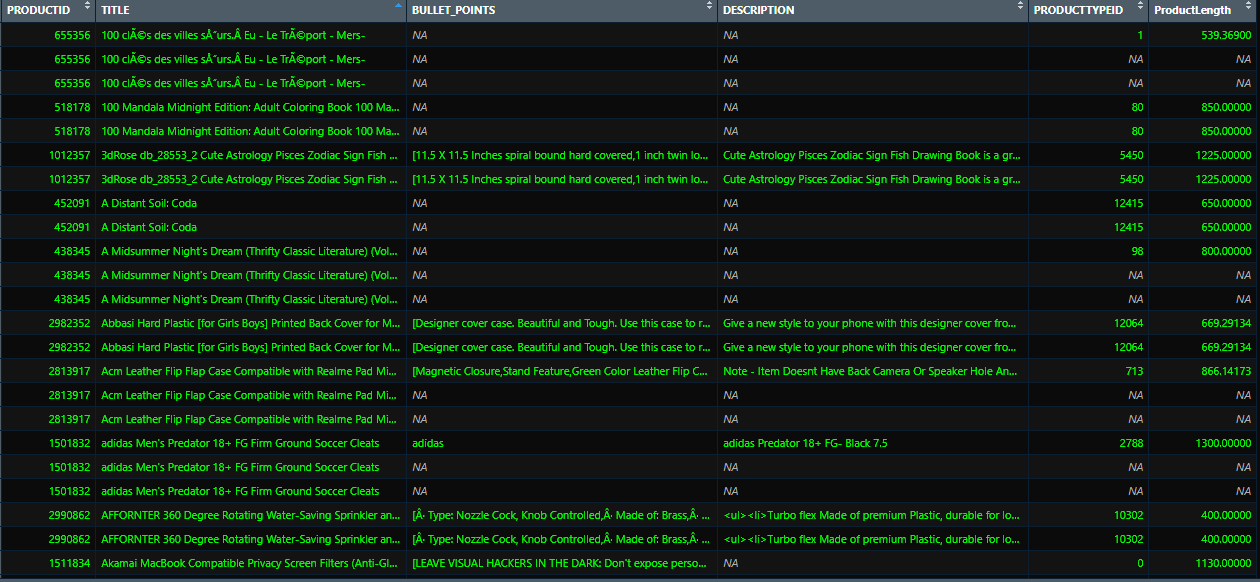 PRODUCTID TITLE BULLET_POINTS DESCRIPTION PRODUCTTYPEID ProductLength
655356 100 clÃ©s des villes sÅ“urs.Â Eu - Le TrÃ©port - Mers- NA NA 1 539.36900
655356 100 clÃ©s des villes sÅ“urs.Â Eu - Le TrÃ©port - Mers- NA NA NA NA
655356 100 clÃ©s des villes sÅ“urs.Â Eu - Le TrÃ©port - Mers- NA NA NA NA
518178 100 Mandala Midnight Edition: Adult Coloring Book 100 Ma... NA NA 80 850.00000
518178 100 Mandala Midnight Edition: Adult Coloring Book 100 Ma... NA NA 80 850.00000
1012357 3dRose db_28553_2 Cute Astrology Pisces Zodiac Sign Fish ... [11.5 X 11.5 Inches spiral bound hard covered,1 inch twin lo... Cute Astrology Pisces Zodiac Sign Fish Drawing Book is a gr... 5450 1225.00000
1012357 3dRose db_28553_2 Cute Astrology Pisces Zodiac Sign Fish ... [11.5 X 11.5 Inches spiral bound hard covered,1 inch twin lo... Cute Astrology Pisces Zodiac Sign Fish Drawing Book is a gr... 5450 1225.00000
452091 A Distant Soil: Coda NA NA 12415 650.00000
452091 A Distant Soil: Coda NA NA 12415 650.00000
438345 A Midsummer Night's Dream (Thrifty Classic Literature) (Vol... NA NA 98 800.00000
438345 A Midsummer Night's Dream (Thrifty Classic Literature) (Vol... NA NA NA NA
438345 A Midsummer Night's Dream (Thrifty Classic Literature) (Vol... NA NA NA NA
2982352 Abbasi Hard Plastic [for Girls Boys] Printed Back Cover for M... [Designer cover case. Beautiful and Tough. Use this case to r... Give a new style to your phone with this designer cover fro... 12064 669.29134
2982352 Abbasi Hard Plastic [for Girls Boys] Printed Back Cover for M... [Designer cover case. Beautiful and Tough. Use this case to r... Give a new style to your phone with this designer cover fro... 12064 669.29134
2813917 Acm Leather Flip Flap Case Compatible with Realme Pad Mi... [Magnetic Closure,Stand Feature,Green Color Leather Flip C... Note - Item Doesnt Have Back Camera Or Speaker Hole An... 713 866.14173
2813917 Acm Leather Flip Flap Case Compatible with Realme Pad Mi... NA NA NA NA
2813917 Acm Leather Flip Flap Case Compatible with Realme Pad Mi... NA NA NA NA
1501832 adidas Men's Predator 18+ FG Firm Ground Soccer Cleats adidas adidas Predator 18+ FG- Black 7.5 2788 1300.00000
1501832 adidas Men's Predator 18+ FG Firm Ground Soccer Cleats NA NA NA NA
1501832 adidas Men's Predator 18+ FG Firm Ground Soccer Cleats NA NA NA NA
2990862 AFFORNTER 360 Degree Rotating Water-Saving Sprinkler an... [Â· Type: Nozzle Cock, Knob Controlled,Â· Made of: Brass,Â· ... <ul><li>Turbo flex Made of premium Plastic, durable for lo... 10302 400.00000
2990862 AFFORNTER 360 Degree Rotating Water-Saving Sprinkler an... [Â· Type: Nozzle Cock, Knob Controlled,Â· Made of: Brass,Â· ... <ul><li>Turbo flex Made of premium Plastic, durable for lo... 10302 400.00000
1511834 Akamai MacBook Compatible Privacy Screen Filters (Anti-Gl... [LEAVE VISUAL HACKERS IN THE DARK: Don't expose perso... NA 0 1130.00000